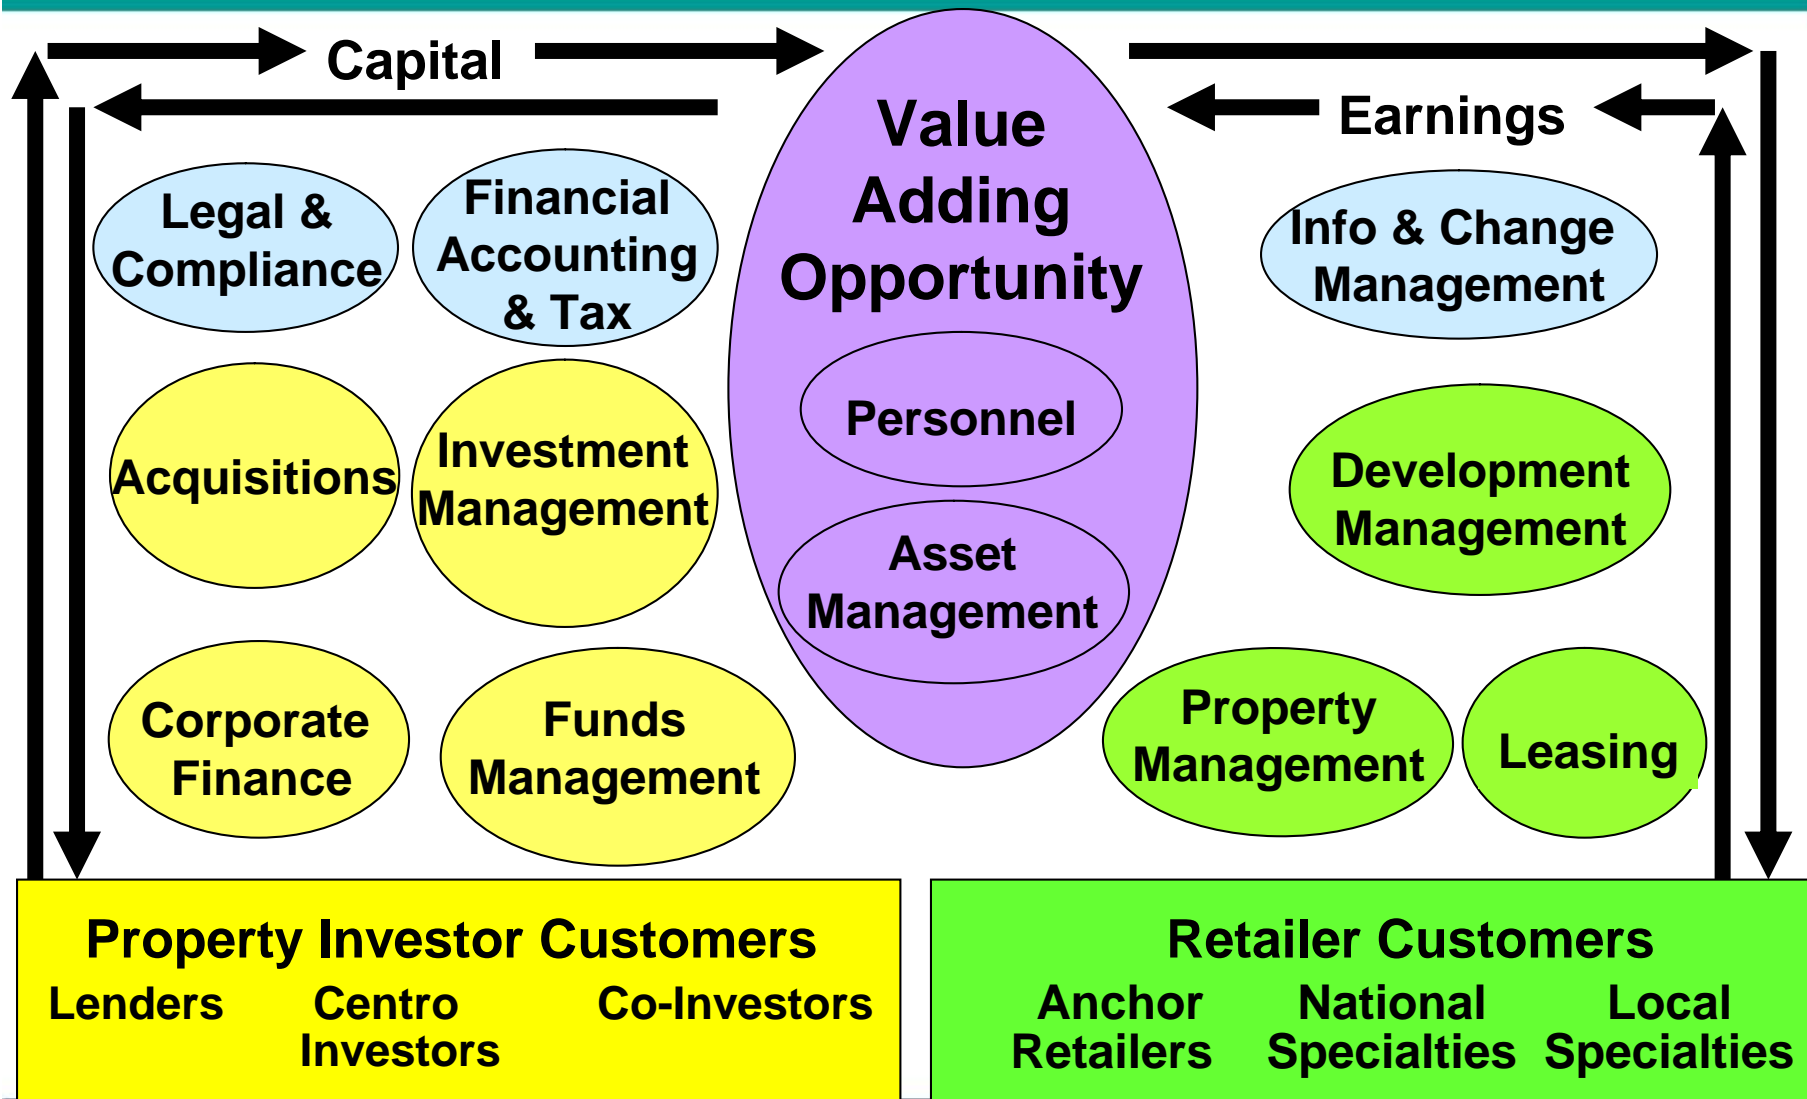 Capital
Earnings
Value
Adding
Opportunity
Legal &
Compliance
Financial
Accounting
& Tax
Info & Change
Management
Acquisitions
Investment
Management
Personnel
Asset
Management
Development
Management
Corporate
Finance
Funds
Management
Property
Management
Leasing
Property Investor Customers
Lenders
Centro
Investors
Co-Investors
Retailer Customers
Anchor
Retailers
National
Specialties
Local
Specialties